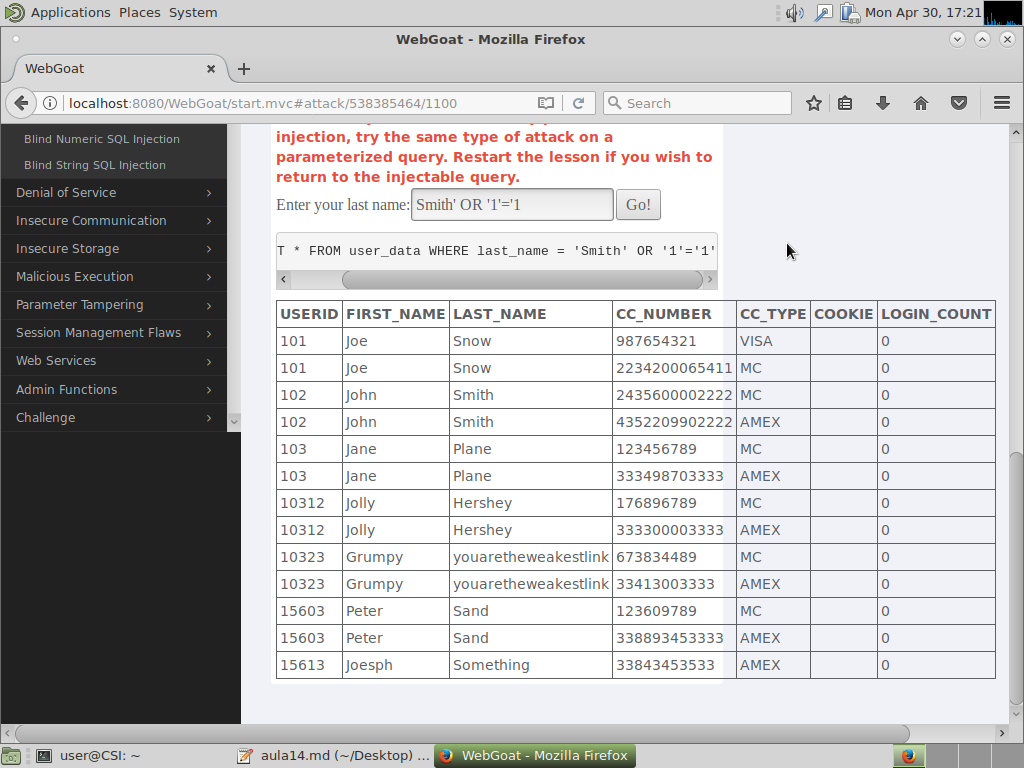 Applications Places System
Mon Apr 30, 17:21
WebGoat - Mozilla Firefox
WebGoat
localhost:8080/WebGoat/start.mvc#attack/538385464/1100
Search
Blind Numeric SQL Injection
Blind String SQL Injection
Denial of Service
Insecure Communication
Insecure Storage
Malicious Execution
Parameter Tampering
Session Management Flaws
Web Services
Admin Functions
Challenge
injection, try the same type of attack on a
parameterized query. Restart the lesson if you wish to
return to the injectable query.
Enter your last name: Smith' OR '1'='1 Go!
T * FROM user_data WHERE last_name = 'Smith' OR '1'='1'
USERID FIRST_NAME LAST_NAME CC_NUMBER CC_TYPE COOKIE LOGIN_COUNT
101 Joe Snow 987654321 VISA 0
101 Joe Snow 2234200065411 MC 0
102 John Smith 2435600002222 MC 0
102 John Smith 4352209902222 AMEX 0
103 Jane Plane 123456789 MC 0
103 Jane Plane 333498703333 AMEX 0
10312 Jolly Hershey 176896789 MC 0
10312 Jolly Hershey 333300003333 AMEX 0
10323 Grumpy youaretheweakestlink 673834489 MC 0
10323 Grumpy youaretheweakestlink 33413003333 AMEX 0
15603 Peter Sand 123609789 MC 0
15603 Peter Sand 338893453333 AMEX 0
15613 Joesph Something 33843453533 AMEX 0
user@CSI: ~
aula14.md (~/Desktop) ...
WebGoat - Mozilla Firefox